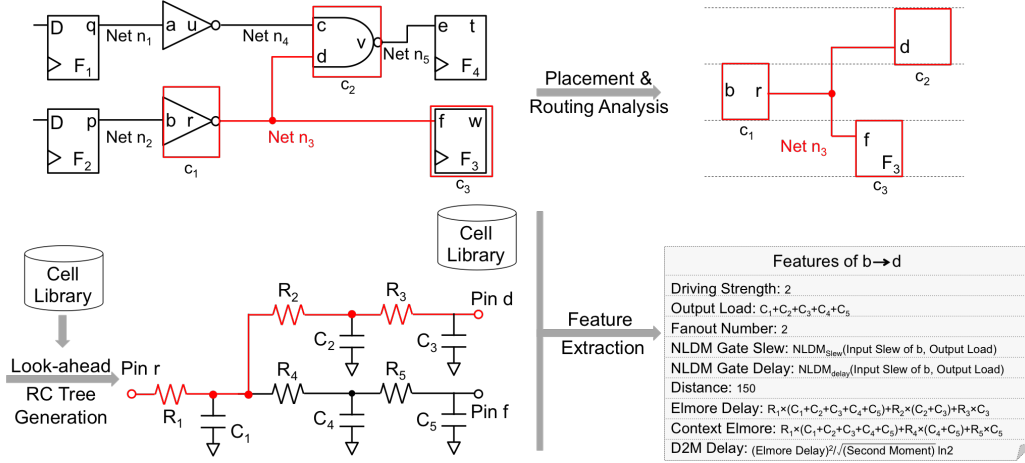 D q
F1
Net n1
a u
Net n4
c
d
v
c2
Net n5
e t
F4
D p
F2
Net n2
b r
c1
Net n3
f w
F3
c3
Placement &
Routing Analysis
b r
c1
Net n3
d
c2
f
F3
c3
Cell
Library
Look-ahead
RC Tree
Generation
Pin r
R1
C1
R2
C2
R3
C3
Pin d
R4
C4
R5
C5
Pin f
Cell
Library
Feature
Extraction
Features of b→d
Driving Strength: 2
Output Load: C1+C2+C3+C4+C5
Fanout Number: 2
NLDM Gate Slew: NLDMSlew(Input Slew of b, Output Load)
NLDM Gate Delay: NLDMdelay(Input Slew of b, Output Load)
Distance: 150
Elmore Delay: R1×(C1+C2+C3+C4+C5)+R2×(C2+C3)+R3×C3
Context Elmore: R1×(C1+C2+C3+C4+C5)+R4×(C4+C5)+R5×C5
D2M Delay: (Elmore Delay)²/√(Second Moment) ln2